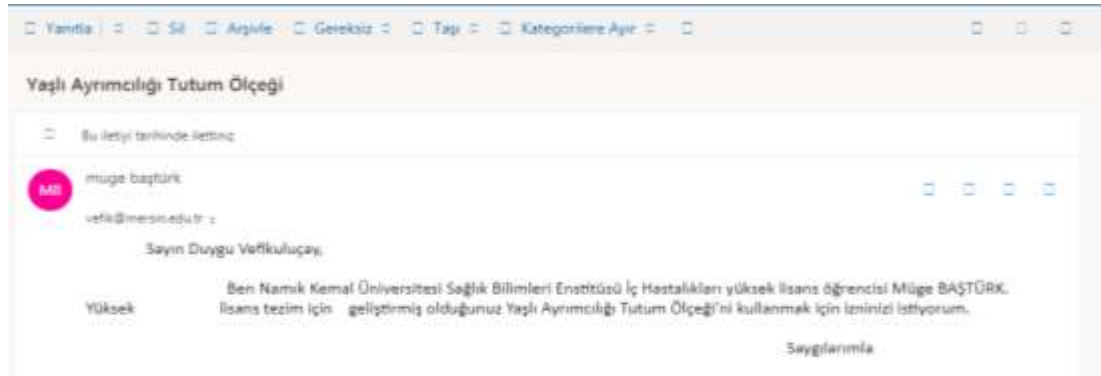 Yanıtla Sil Arşivle Gereksiz Taşı Kategorilere Ayır
Yaşlı Ayrımcılığı Tutum Ölçeği
Bu iletiyi tarihinde ilettiniz
MB
muge baştürk
vefik@mersin.edu.tr
Sayın Duygu Vefikuluçay,
Ben Namık Kemal Üniversitesi Sağlık Bilimleri Enstitüsü İç Hastalıkları yüksek lisans öğrencisi Müge BAŞTÜRK.
Yüksek lisans tezim için geliştirmiş olduğunuz Yaşlı Ayrımcılığı Tutum Ölçeği'ni kullanmak için izninizi istiyorum.
Saygılarımla